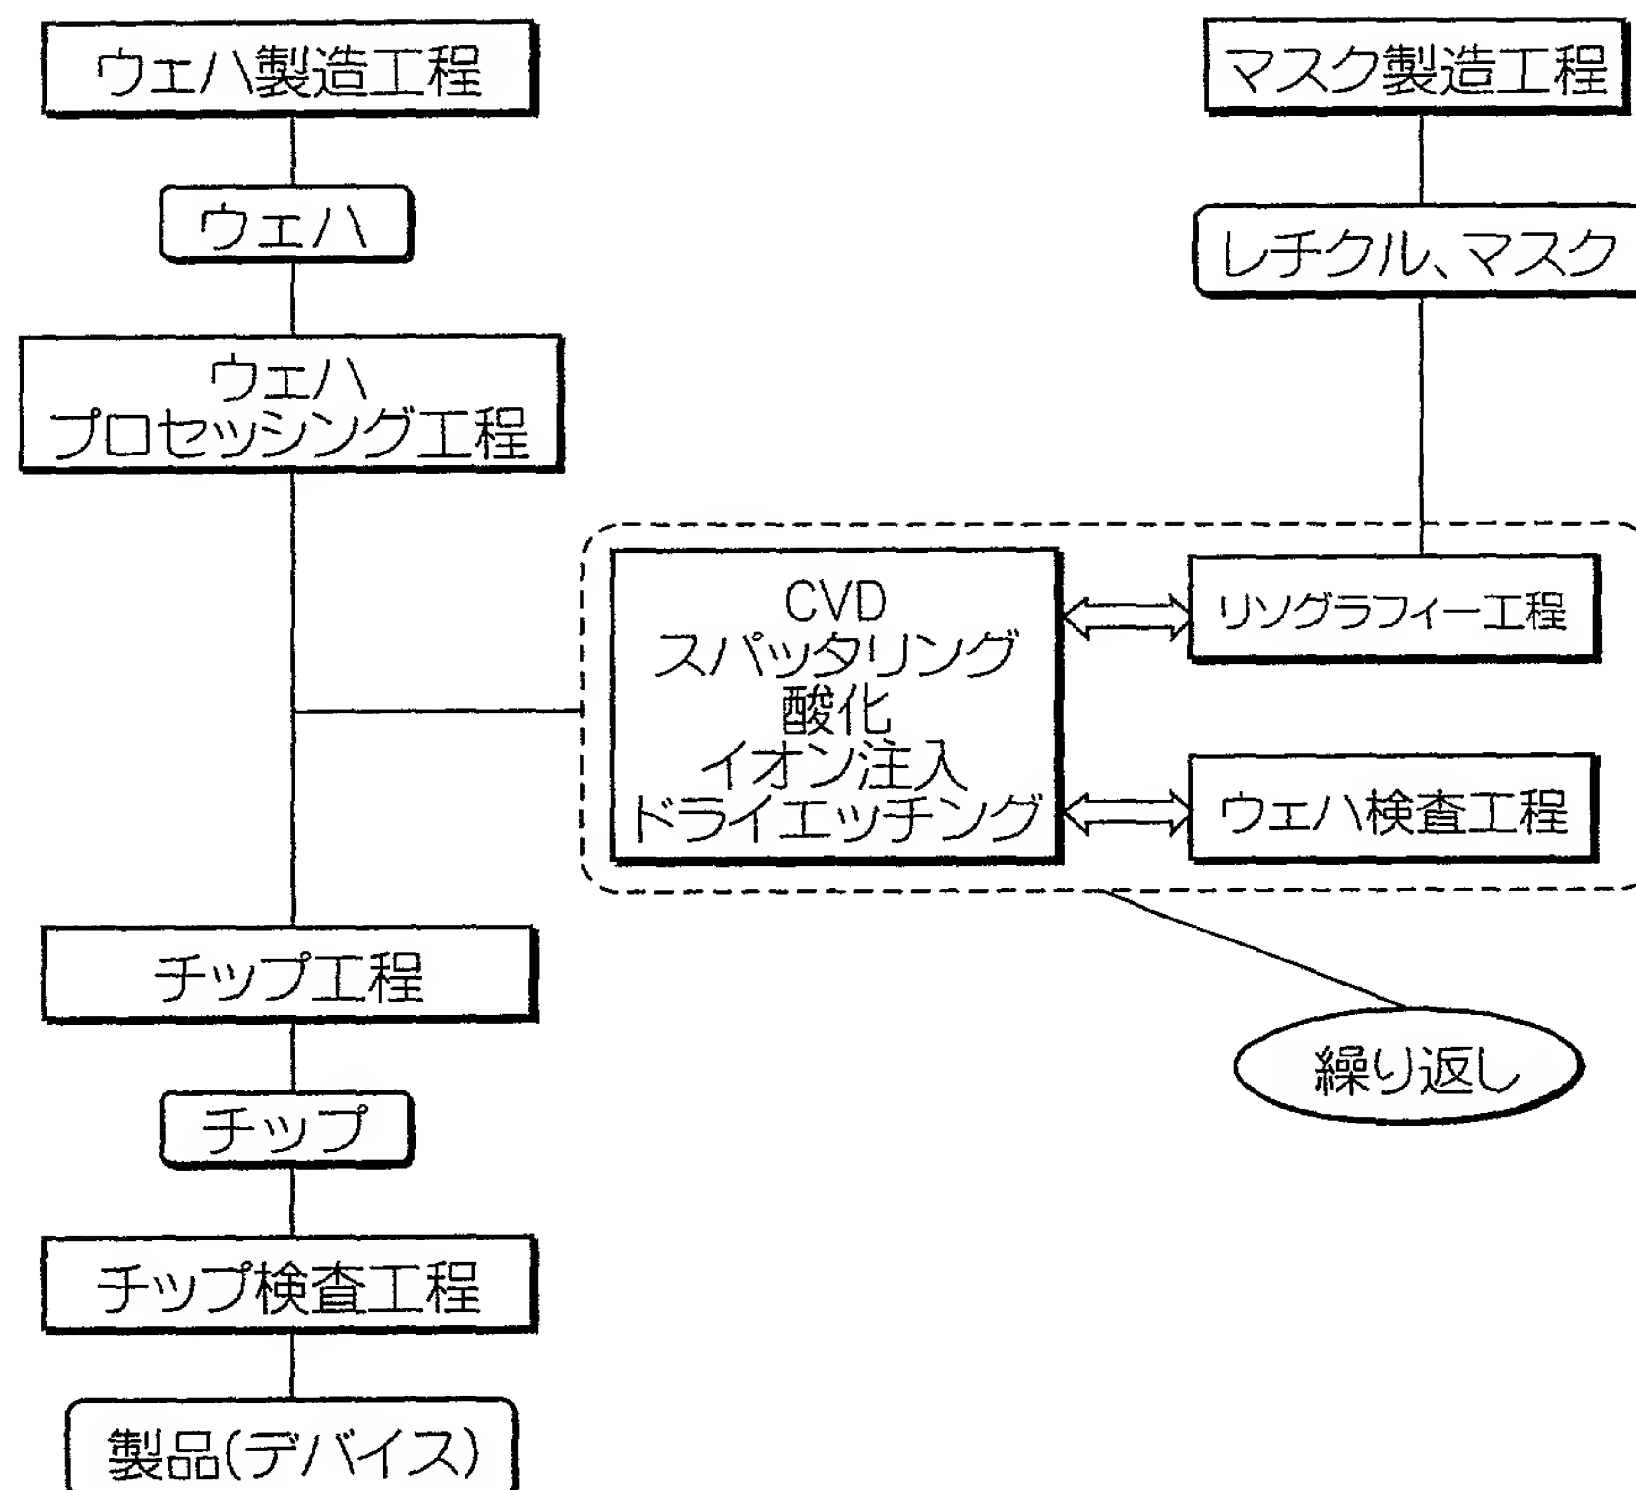 ウェハ製造工程
ウェハ
ウェハ
プロセッシング工程
チップ工程
チップ
チップ検査工程
製品(デバイス)
マスク製造工程
レチクル、マスク
CVD
スパッタリング
酸化
イオン注入
ドライエッチング
リソグラフィー工程
ウェハ検査工程
繰り返し